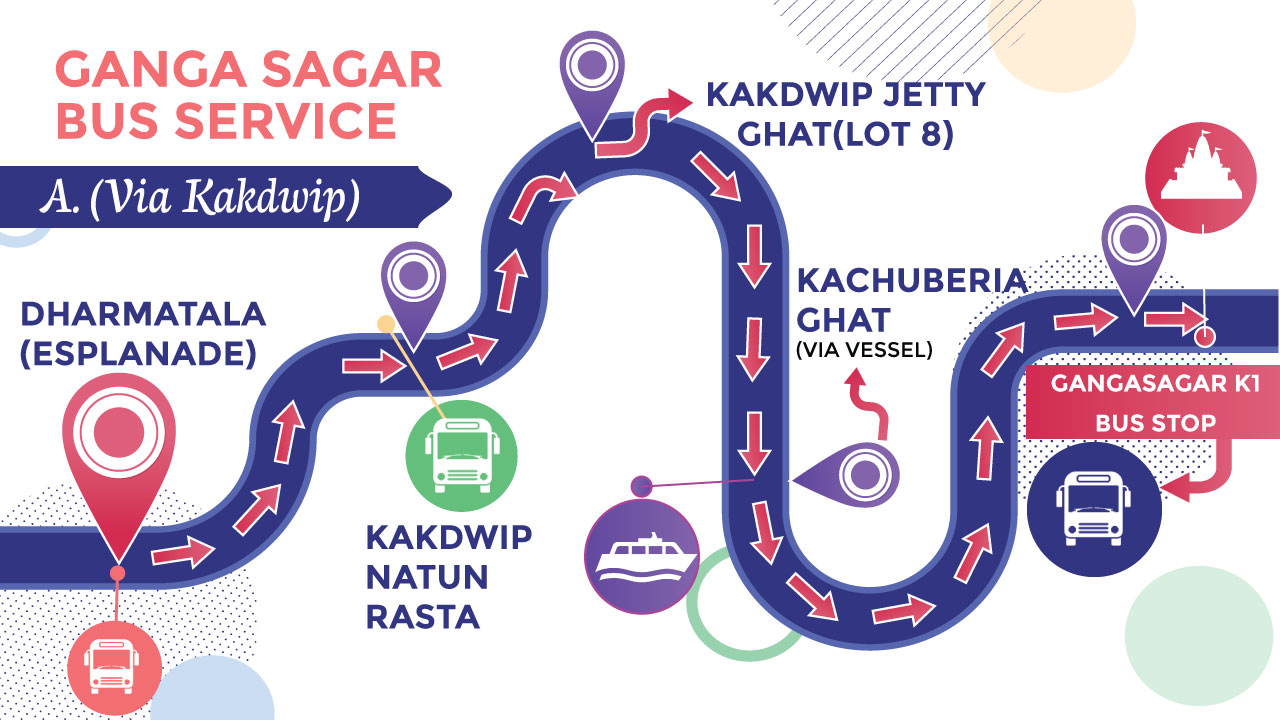 GANGA SAGAR
BUS SERVICE
A. (Via Kakdwip)
DHARMATALA
(ESPLANADE)
KAKDWIP
NATUN
RASTA
KAKDWIP JETTY
GHAT(LOT 8)
KACHUBERIA
GHAT
(VIA VESSEL)
GANGASAGAR K1
BUS STOP